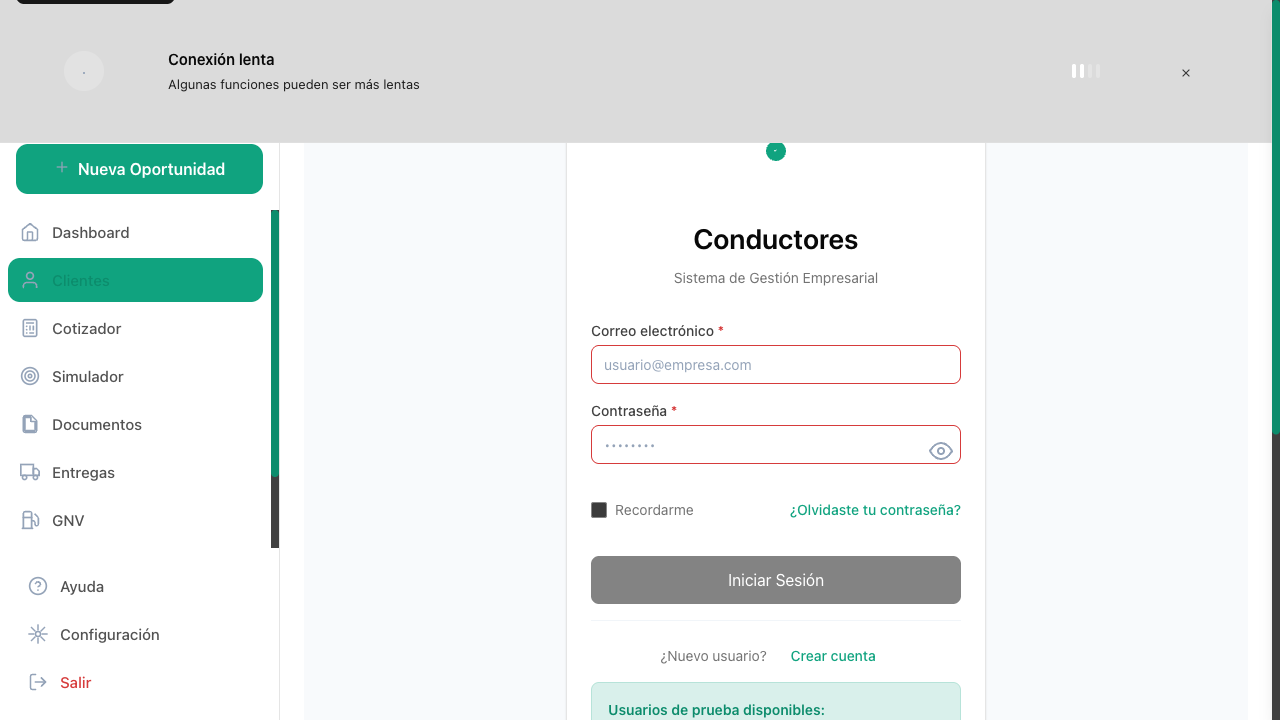 Conexión lenta
Algunas funciones pueden ser más lentas
×
+ Nueva Oportunidad
Dashboard
Clientes
Cotizador
Simulador
Documentos
Entregas
GNV
Ayuda
Configuración
Salir
Conductores
Sistema de Gestión Empresarial
Correo electrónico *
usuario@empresa.com
Contraseña *
••••••••
Recordarme
¿Olvidaste tu contraseña?
Iniciar Sesión
¿Nuevo usuario? Crear cuenta
Usuarios de prueba disponibles: